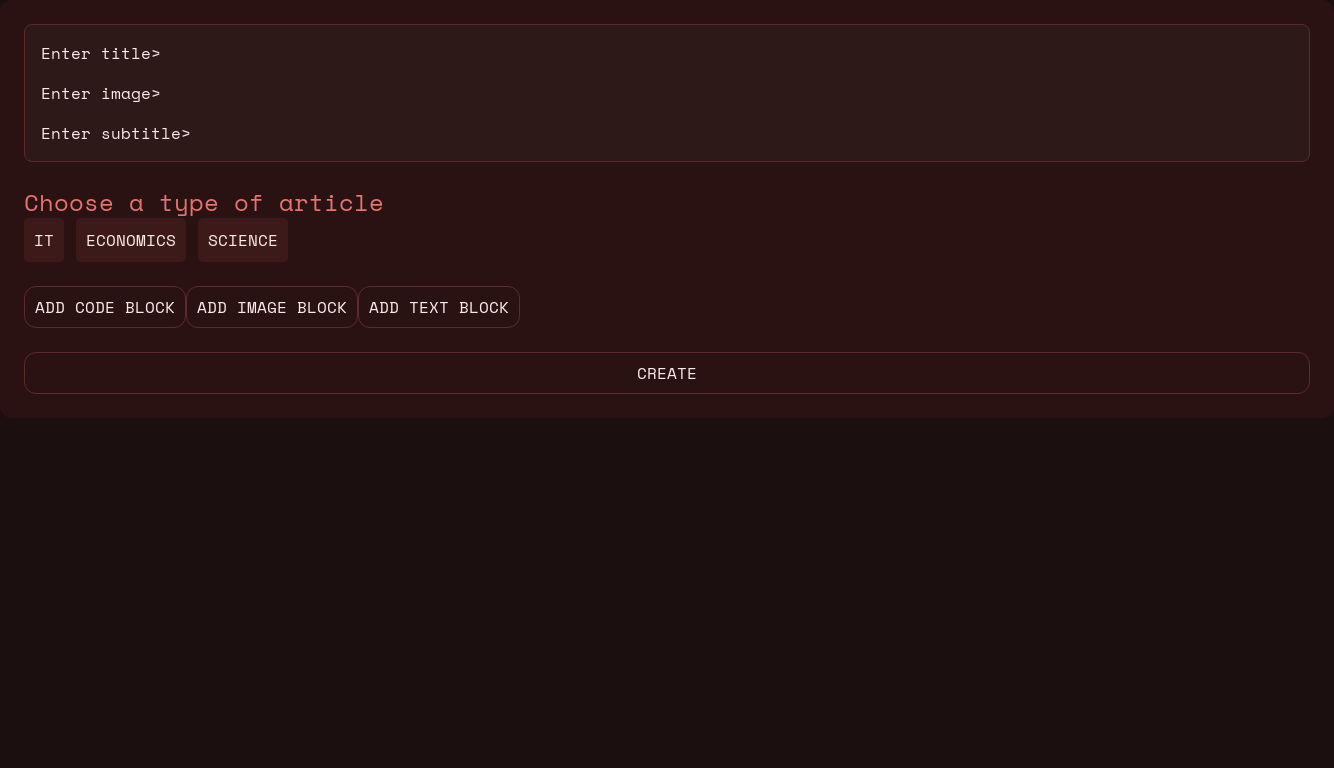 Enter title>
Enter image>
Enter subtitle>
Choose a type of article
IT ECONOMICS SCIENCE
ADD CODE BLOCK ADD IMAGE BLOCK ADD TEXT BLOCK
CREATE